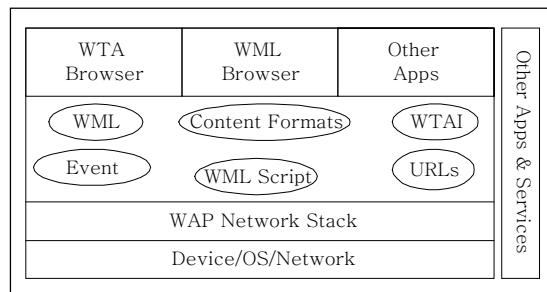 WTA
Browser
WML
Browser
Other
Apps
WML
Content Formats
WTAI
Event
WML Script
URLs
WAP Network Stack
Device/OS/Network
Other Apps & Services